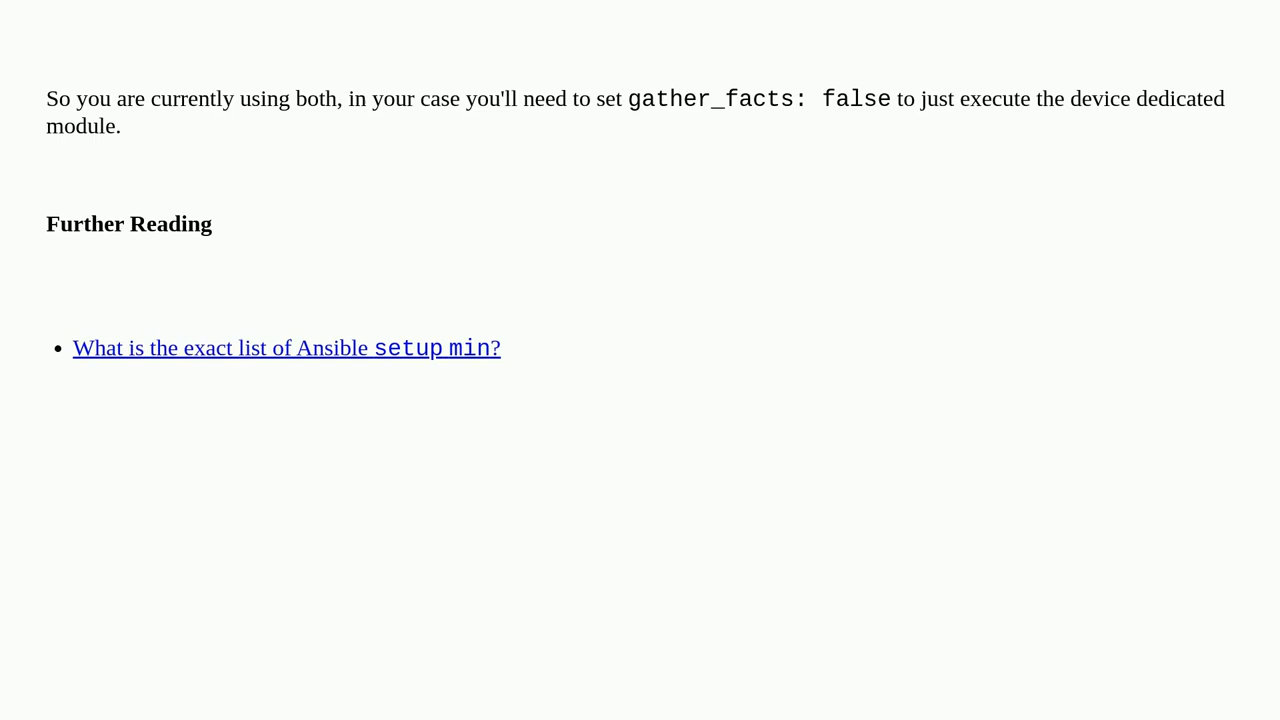 So you are currently using both, in your case you'll need to set gather_facts: false to just execute the device dedicated
module.
Further Reading
• What is the exact list of Ansible setup min?